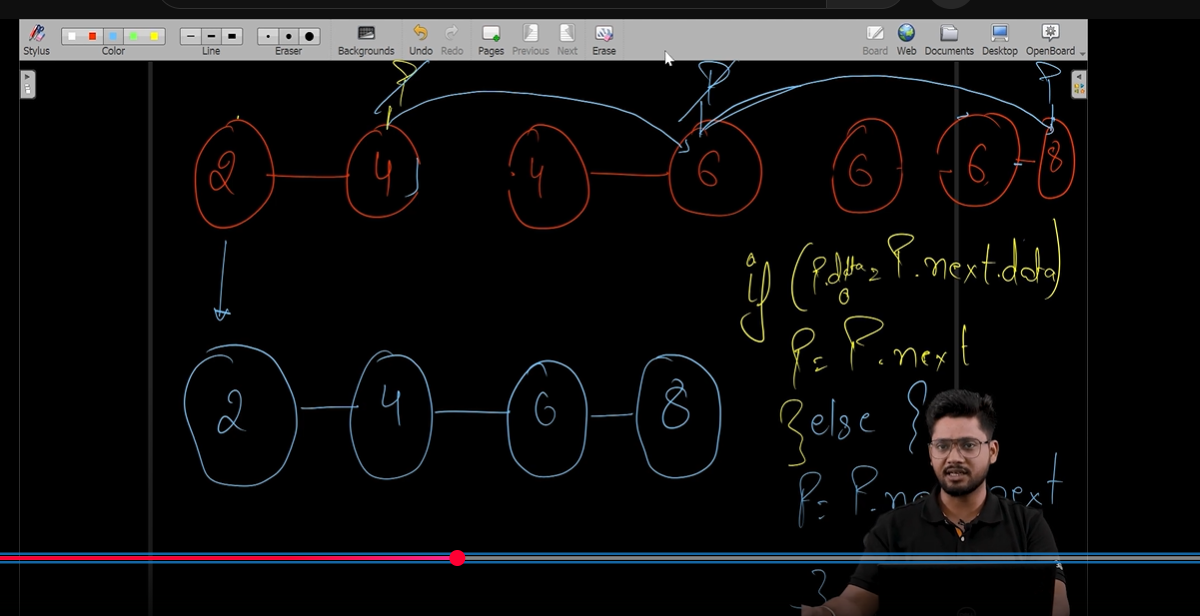 Stylus Color Line Eraser Backgrounds Undo Redo Pages Previous Next Erase Board Web Documents Desktop OpenBoard
P P P
2 4 4 6 6 6 8
if (P.data = P.next.data)
P = P.next
} else {
2 4 6 8
P = P.
}